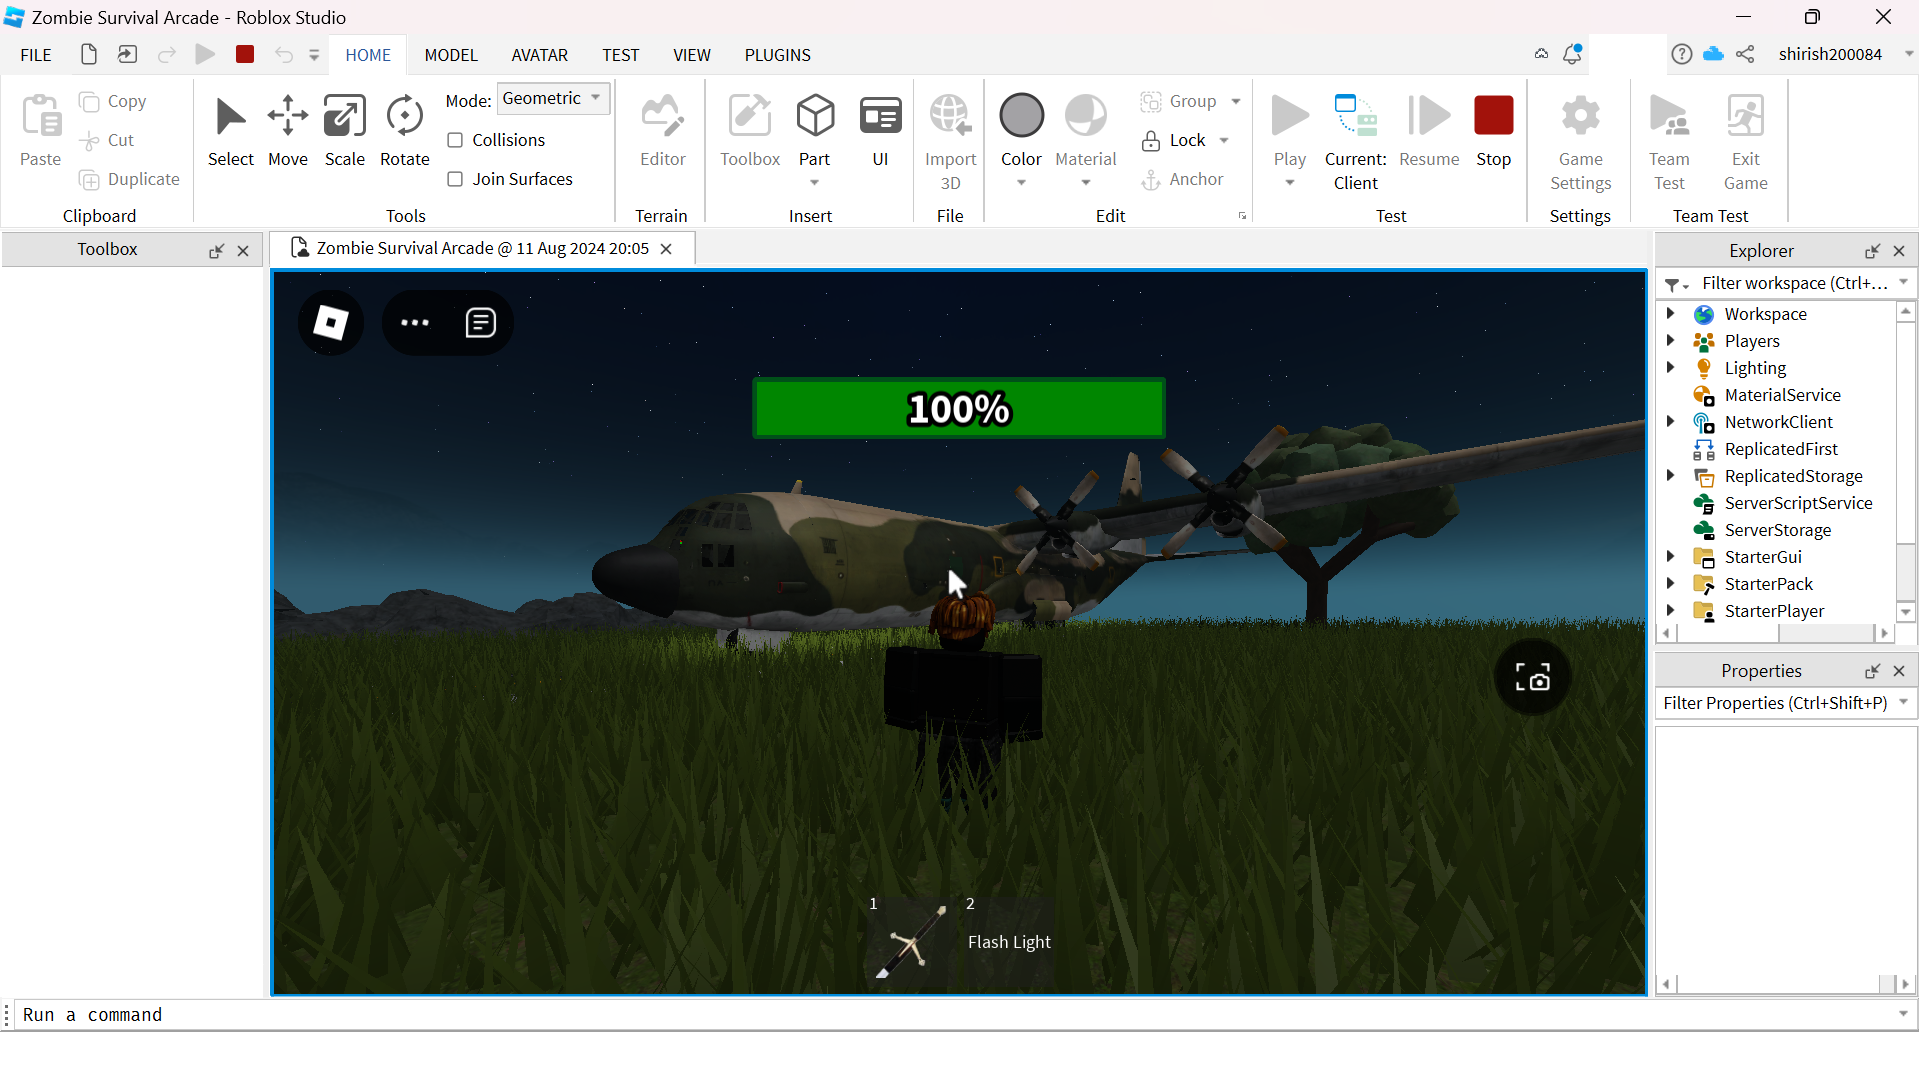 Zombie Survival Arcade - Roblox Studio
FILE HOME MODEL AVATAR TEST VIEW PLUGINS shirish200084
Paste
Copy
Cut
Duplicate
Clipboard
Select Move Scale Rotate
Mode: Geometric
Collisions
Join Surfaces
Tools
Editor
Terrain
Toolbox Part UI
Insert
Import
3D
File
Color Material
Group
Lock
Anchor
Edit
Play
Current:
Client
Resume Stop
Test
Game
Settings
Settings
Team
Test
Exit
Game
Team Test
Toolbox
Zombie Survival Arcade @ 11 Aug 2024 20:05
Explorer
Filter workspace (Ctrl+...
Workspace
Players
Lighting
MaterialService
NetworkClient
ReplicatedFirst
ReplicatedStorage
ServerScriptService
ServerStorage
StarterGui
StarterPack
StarterPlayer
Properties
Filter Properties (Ctrl+Shift+P)
100%
1 2
Flash Light
Run a command